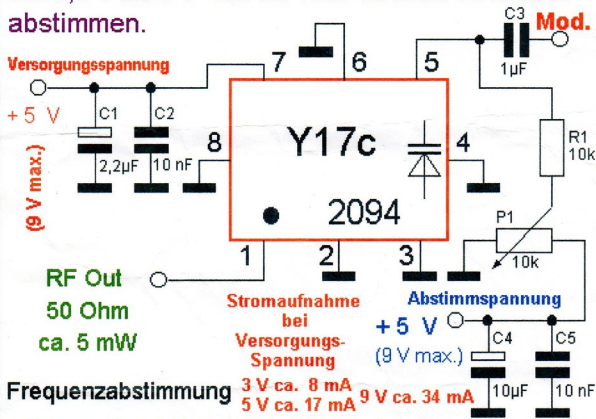 abstimmen.
C3
Mod.
1µF
Versorgungsspannung
7
6
5
+ 5 V
C1
C2
2,2µF
10 nF
(9 V max.)
8
Y17c
4
R1
10k
2094
P1
10k
1
2
3
RF Out
50 Ohm
ca. 5 mW
Stromaufnahme
bei
Versorgungs-
Spannung
3 V ca. 8 mA
5 V ca. 17 mA
9 V ca. 34 mA
Abstimmspannung
+ 5 V
(9 V max.)
C4
C5
10µF
10 nF
Frequenzabstimmung